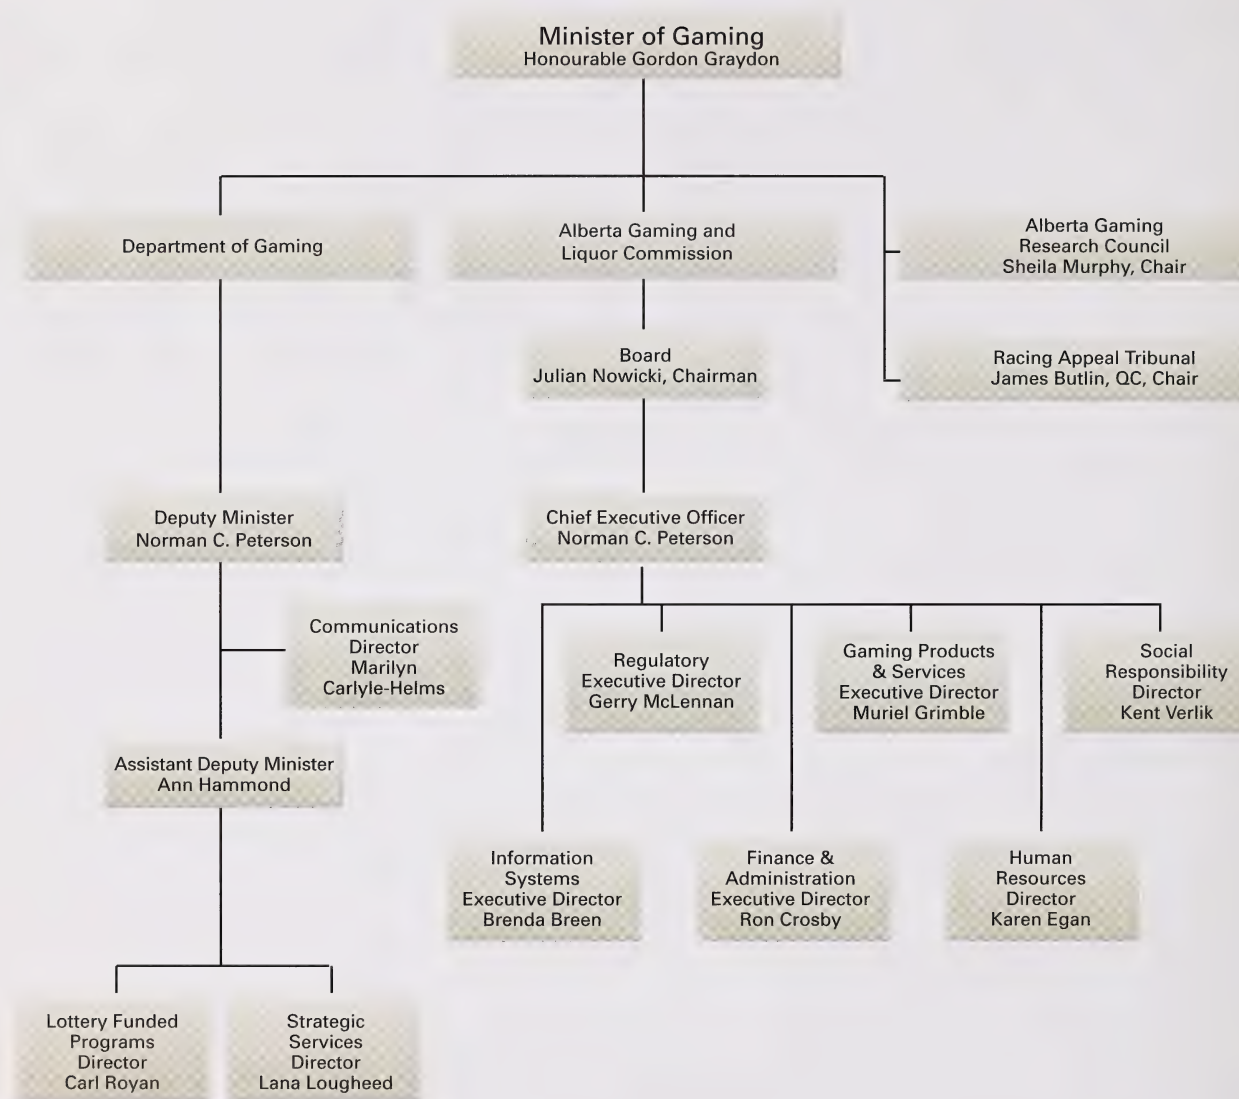 Minister of Gaming
Honourable Gordon Graydon
Department of Gaming
Alberta Gaming and
Liquor Commission
Alberta Gaming
Research Council
Sheila Murphy, Chair
Board
Julian Nowicki, Chairman
Racing Appeal Tribunal
James Butlin, QC, Chair
Deputy Minister
Norman C. Peterson
Chief Executive Officer
Norman C. Peterson
Communications
Director
Marilyn
Carlyle-Helms
Regulatory
Executive Director
Gerry McLennan
Gaming Products
& Services
Executive Director
Muriel Grimble
Social
Responsibility
Director
Kent Verlik
Assistant Deputy Minister
Ann Hammond
Information
Systems
Executive Director
Brenda Breen
Finance &
Administration
Executive Director
Ron Crosby
Human
Resources
Director
Karen Egan
Lottery Funded
Programs
Director
Carl Royan
Strategic
Services
Director
Lana Lougheed